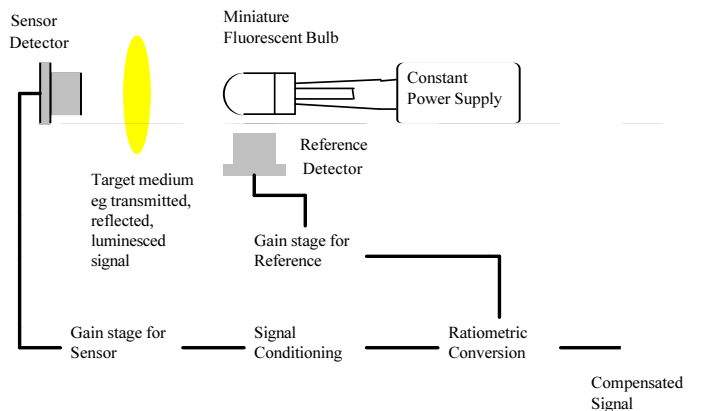 Sensor
Detector
Miniature
Fluorescent Bulb
Constant
Power Supply
Reference
Detector
Target medium
eg transmitted,
reflected,
luminesced
signal
Gain stage for
Reference
Gain stage for
Sensor
Signal
Conditioning
Ratiometric
Conversion
Compensated
Signal